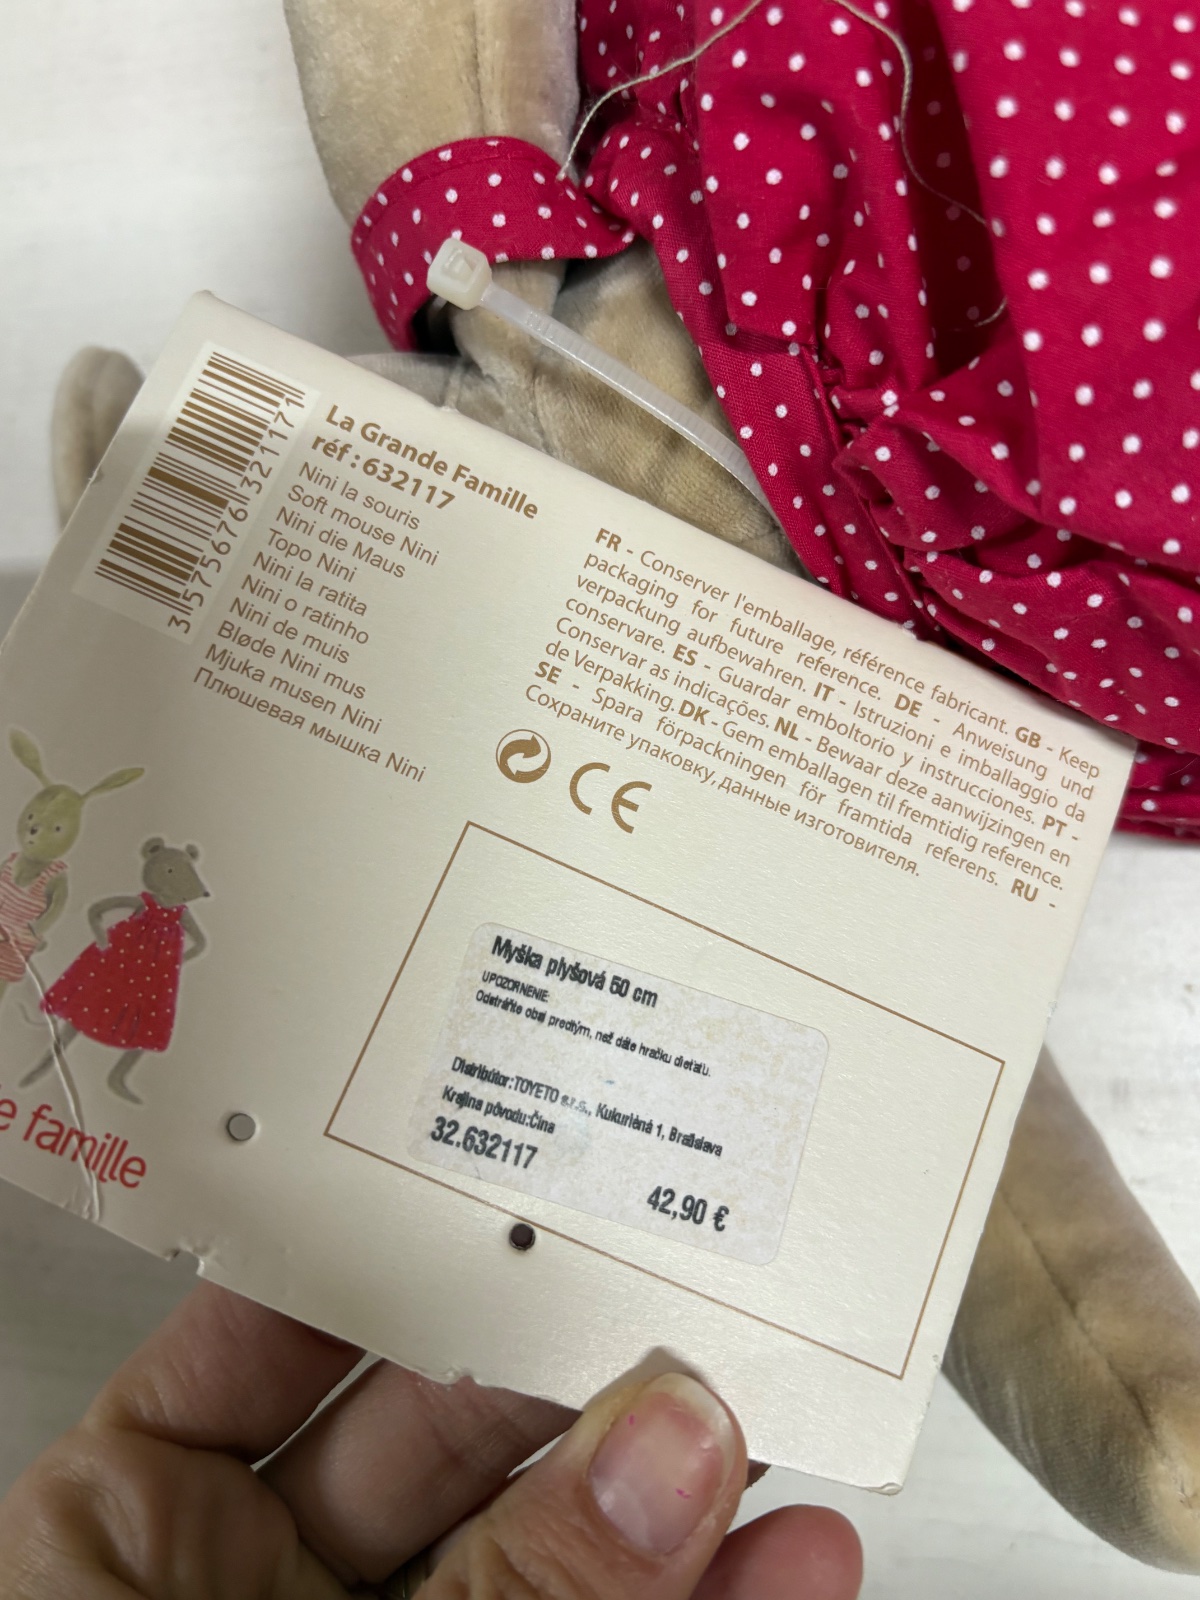 3 575676 321171
La Grande Famille
réf : 632117
Nini la souris
Soft mouse Nini
Nini die Maus
Topo Nini
Nini la ratita
Nini o ratinho
Nini de muis
Bløde Nini mus
Mjuka musen Nini
Плюшевая мышка Nini
FR - Conserver l'emballage, référence fabricant. GB - Keep
packaging for future reference. DE - Anweisung und
verpackung aufbewahren. IT - Istruzioni e imballaggio da
conservare. ES - Guardar emboltorio y instrucciones. PT -
Conservar as indicações. NL - Bewaar deze aanwijzingen en
de Verpakking. DK - Gem emballagen til fremtidig reference.
SE - Spara förpackningen för framtida referens. RU -
Сохраните упаковку, данные изготовителя.
CE
Myška plyšová 50 cm
UPOZORNENIE:
Odstráňte obal predtým, než dáte hračku dieťaťu.
Distribútor:TOYETO s.r.s., Kukuričná 1, Bratislava
Krajina pôvodu:Čína
32.632117
42,90 €
e famille